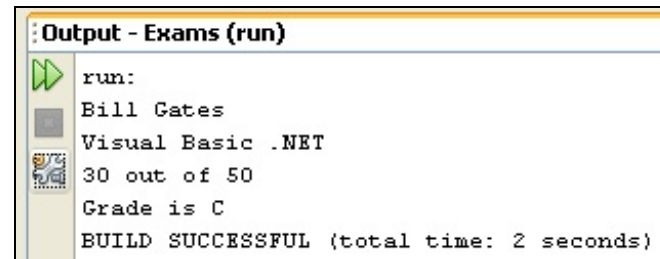 Output - Exams (run)
run:
Bill Gates
Visual Basic .NET
30 out of 50
Grade is C
BUILD SUCCESSFUL (total time: 2 seconds)